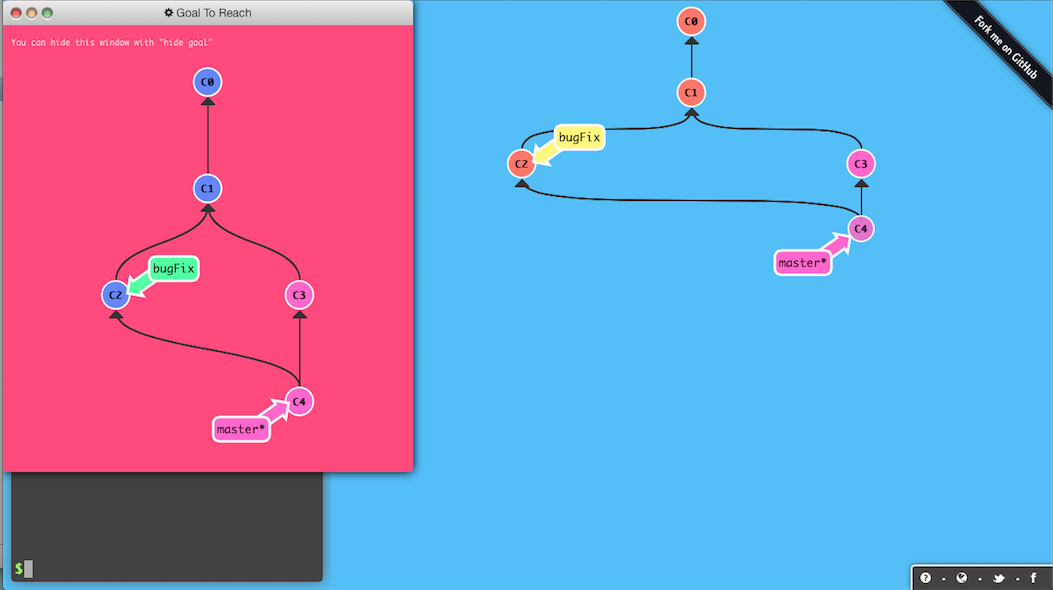 Goal To Reach
You can hide this window with "hide goal"
C0
C1
bugFix
C2
C3
C4
master*
$
C0
C1
bugFix
C2
C3
C4
master*
Fork me on GitHub
? · · · f